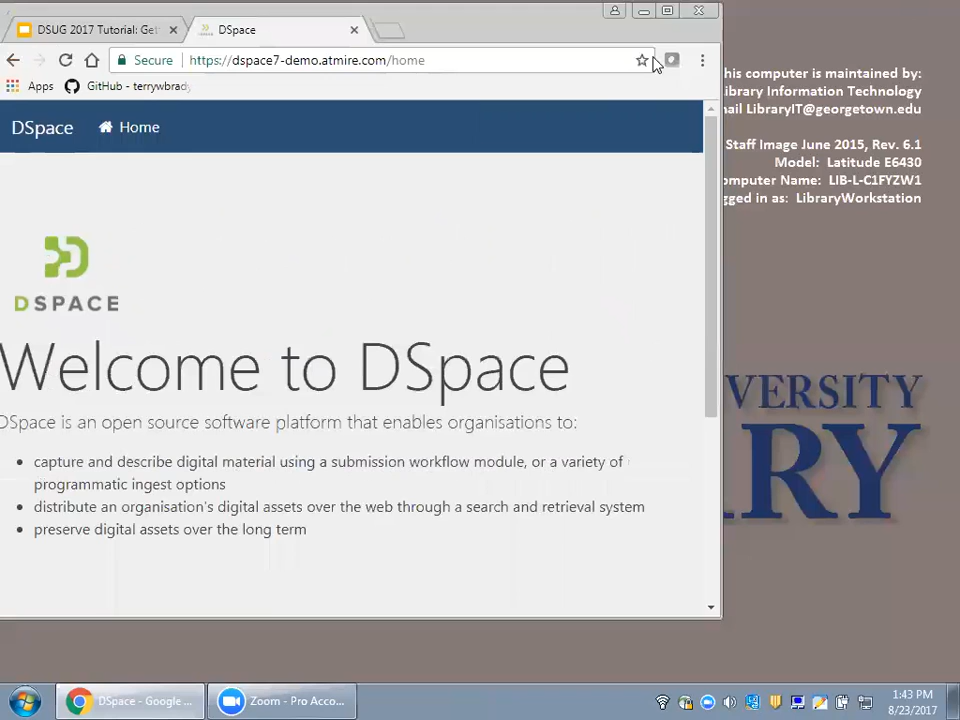 DSUG 2017 Tutorial: Get
DSpace
Secure
https://dspace7-demo.atmire.com/home
Apps
GitHub - terrywbrady
DSpace
Home
DSPACE
Welcome to DSpace
DSpace is an open source software platform that enables organisations to:
capture and describe digital material using a submission workflow module, or a variety of
programmatic ingest options
distribute an organisation's digital assets over the web through a search and retrieval system
preserve digital assets over the long term
his computer is maintained by:
ibrary Information Technology
ail LibraryIT@georgetown.edu
Staff Image June 2015, Rev. 6.1
Model: Latitude E6430
omputer Name: LIB-L-C1FYZW1
gged in as: LibraryWorkstation
VERSITY
RARY
DSpace - Google ...
Zoom - Pro Acco...
1:43 PM
8/23/2017